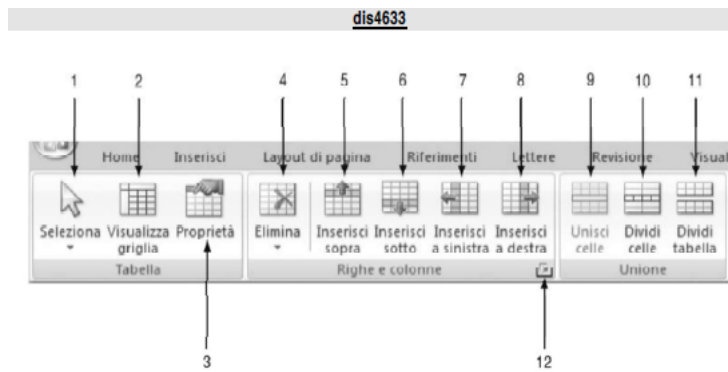 dis4633
1 2 4 5 6 7 8 9 10 11
Home Inserisci Layout di pagina Riferimenti Lettere Revisione Visual
Seleziona Visualizza griglia Proprietà Elimina Inserisci sopra Inserisci sotto Inserisci a sinistra Inserisci a destra Unisci celle Dividi celle Dividi tabella
Tabella Righe e colonne Unione
3 12